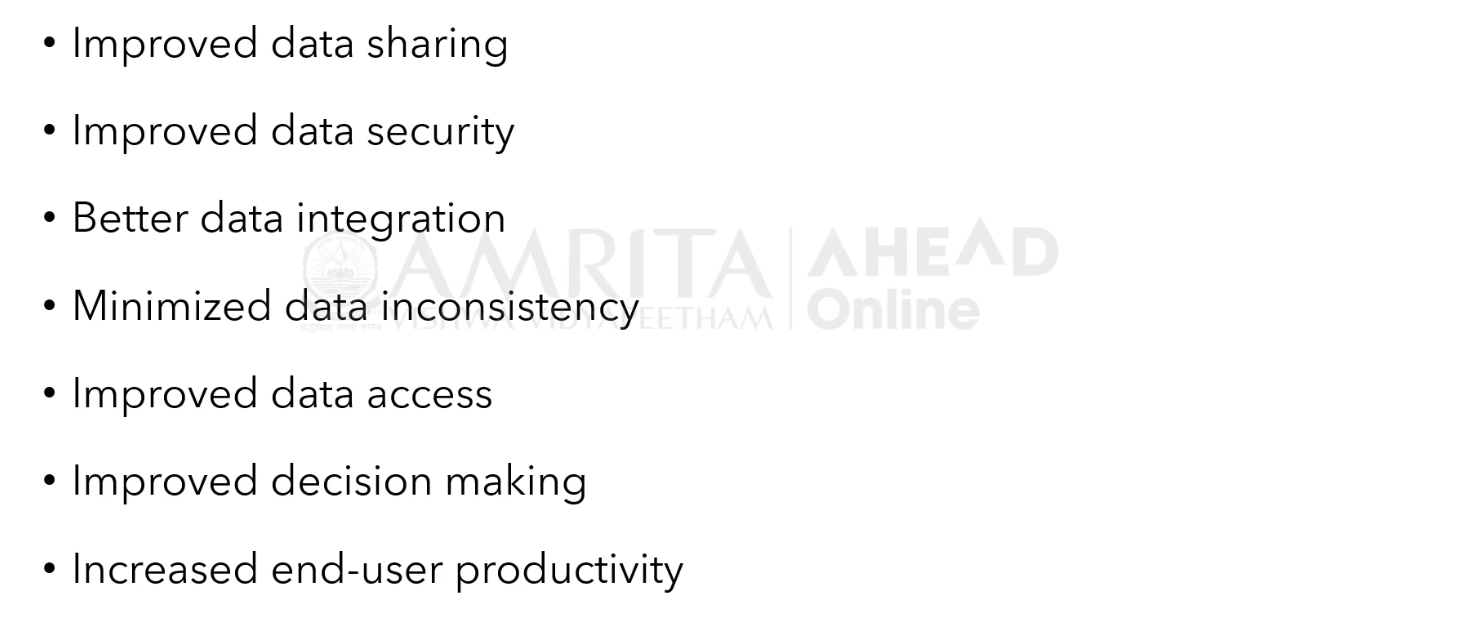 • Improved data sharing
• Improved data security
• Better data integration
AMRITA AHEAD
• Minimized data inconsistency
VISHWA VIDYAPEETHAM Online
• Improved data access
• Improved decision making
• Increased end-user productivity